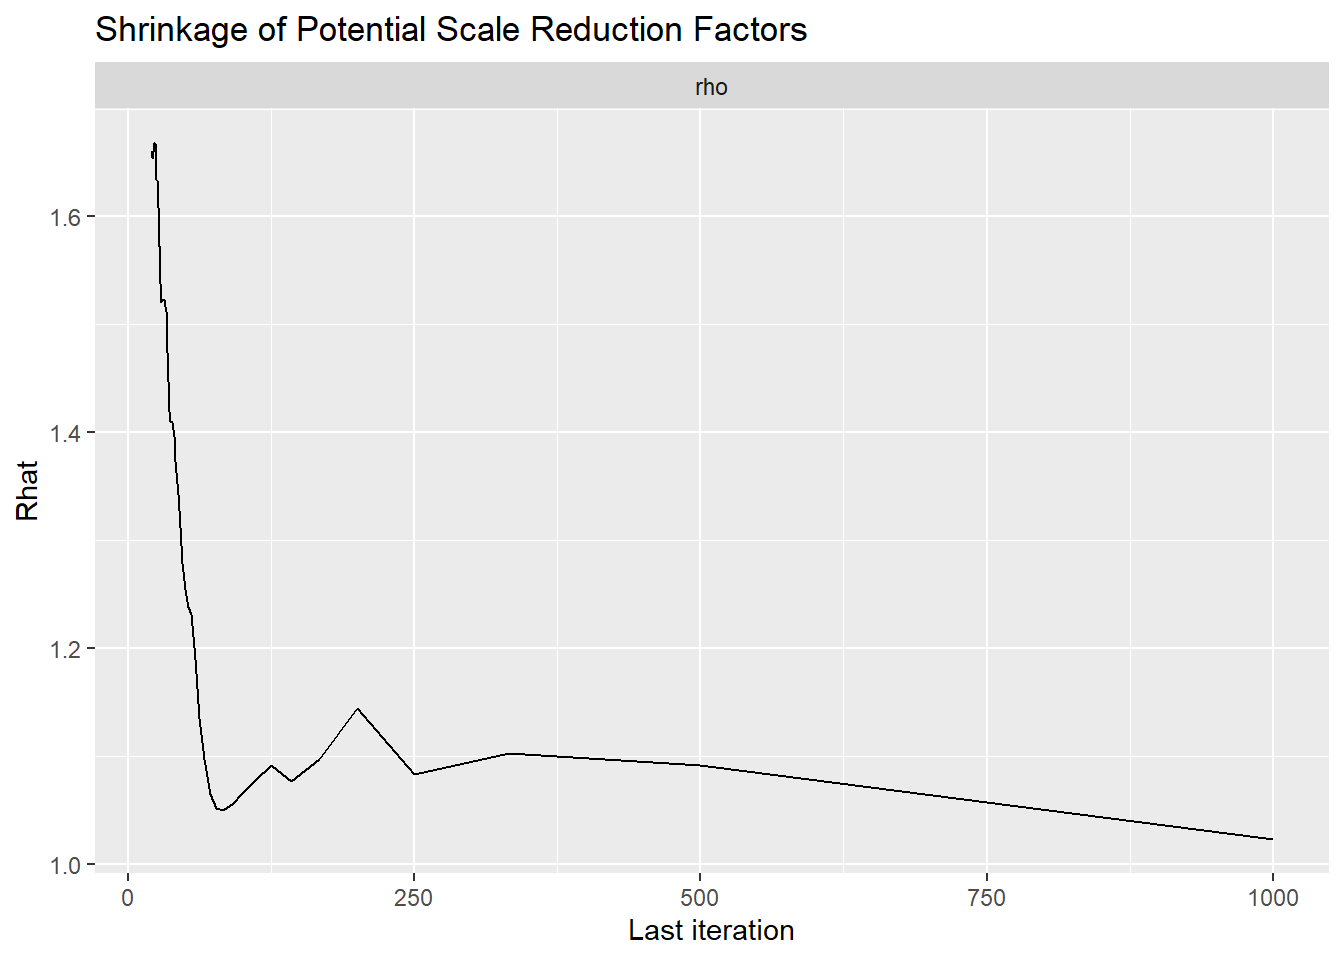 Shrinkage of Potential Scale Reduction Factors
rho
Rhat
1.6
1.4
1.2
1.0
0 250 500 750 1000
Last iteration